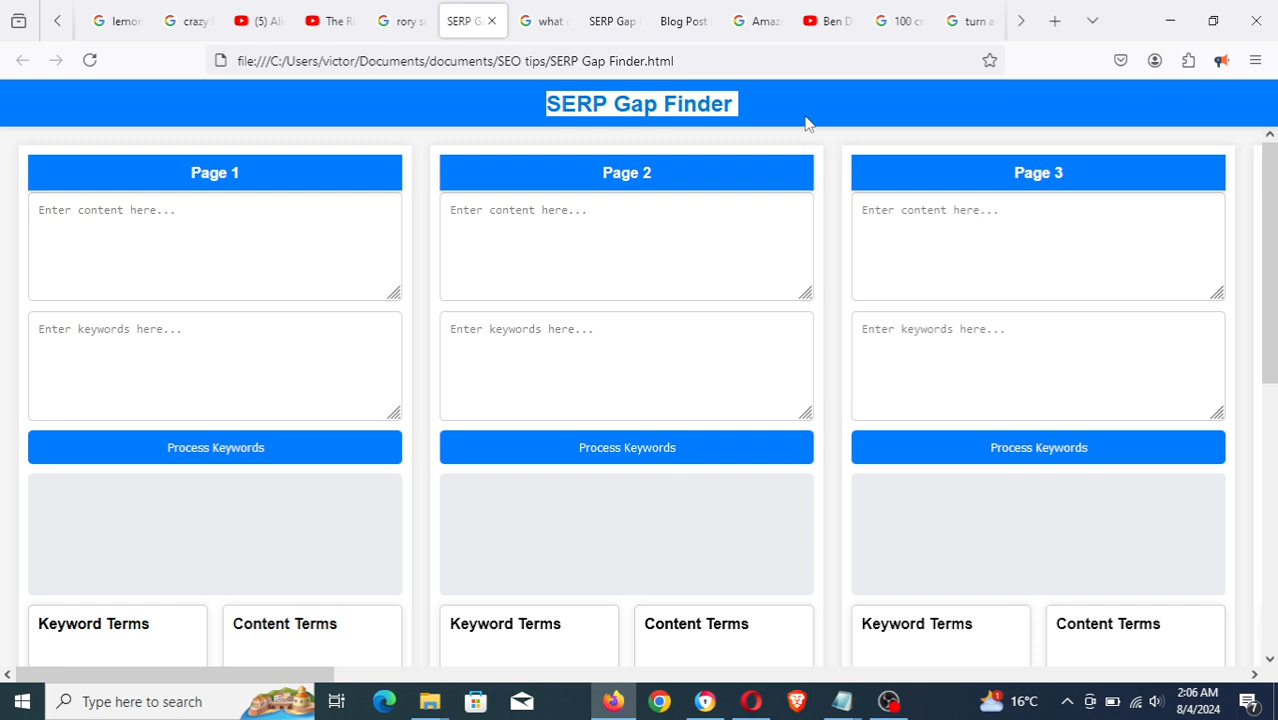 lemon
crazy
(5) Ali
The Ri
rory s
SERP G
what
SERP Gap
Blog Post
Amaz
Ben D
100 c
turn a
file:///C:/Users/victor/Documents/documents/SEO tips/SERP Gap Finder.html
SERP Gap Finder
Page 1
Page 2
Page 3
Enter content here...
Enter content here...
Enter content here...
Enter keywords here...
Enter keywords here...
Enter keywords here...
Process Keywords
Process Keywords
Process Keywords
Keyword Terms
Content Terms
Keyword Terms
Content Terms
Keyword Terms
Content Terms
Type here to search
1
16°C
2:06 AM
8/4/2024
7